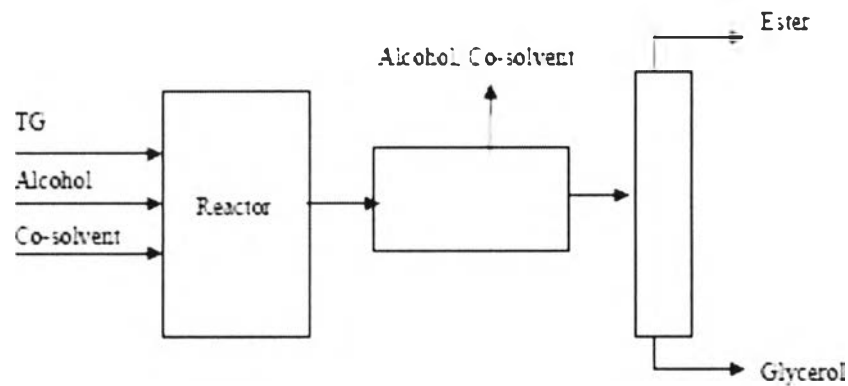 TG
Alcohol
Co-solvent
Reactor
Alcohol Co-solvent
Ester
Glycerol